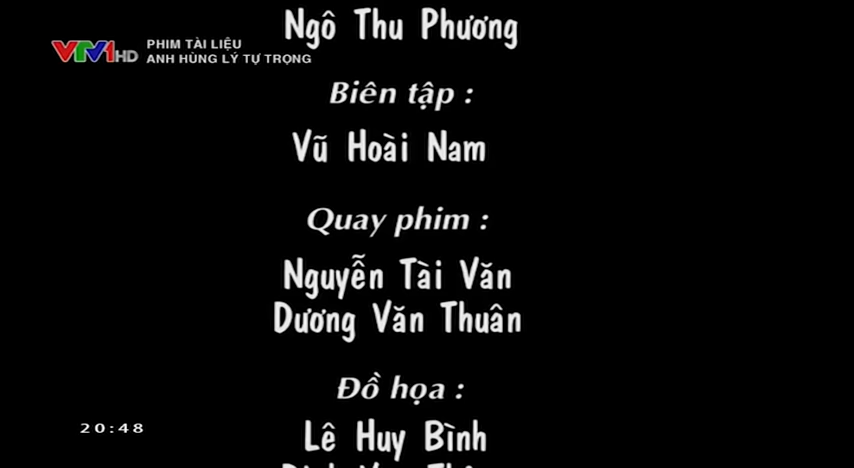 Ngô Thu Phương
VTV1 HD
PHIM TÀI LIỆU
ANH HÙNG LÝ TỰ TRỌNG
Biên tập :
Vũ Hoài Nam
Quay phim :
Nguyễn Tài Văn
Dương Văn Thuân
Đồ họa :
20:48
Lê Huy Bình